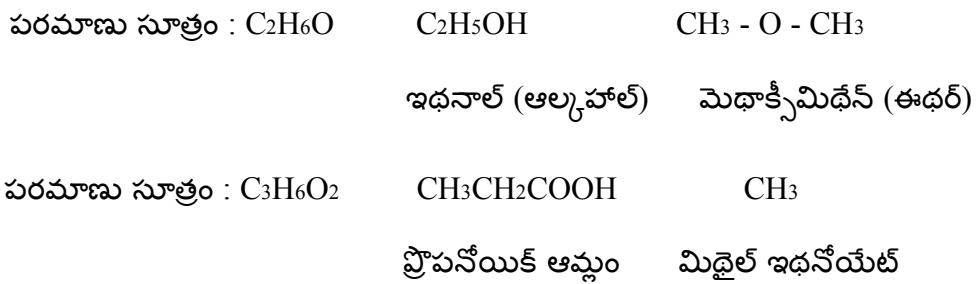 పరమాణు సూత్రం : C2H6O C2H5OH CH3 - O - CH3
ఇథనాల్ (ఆల్కహాల్) మెథాక్సీమిథేన్ (ఈథర్)
పరమాణు సూత్రం : C3H6O2 CH3CH2COOH CH3
ప్రొపనోయిక్ ఆమ్లం మిథైల్ ఇథనోయేట్